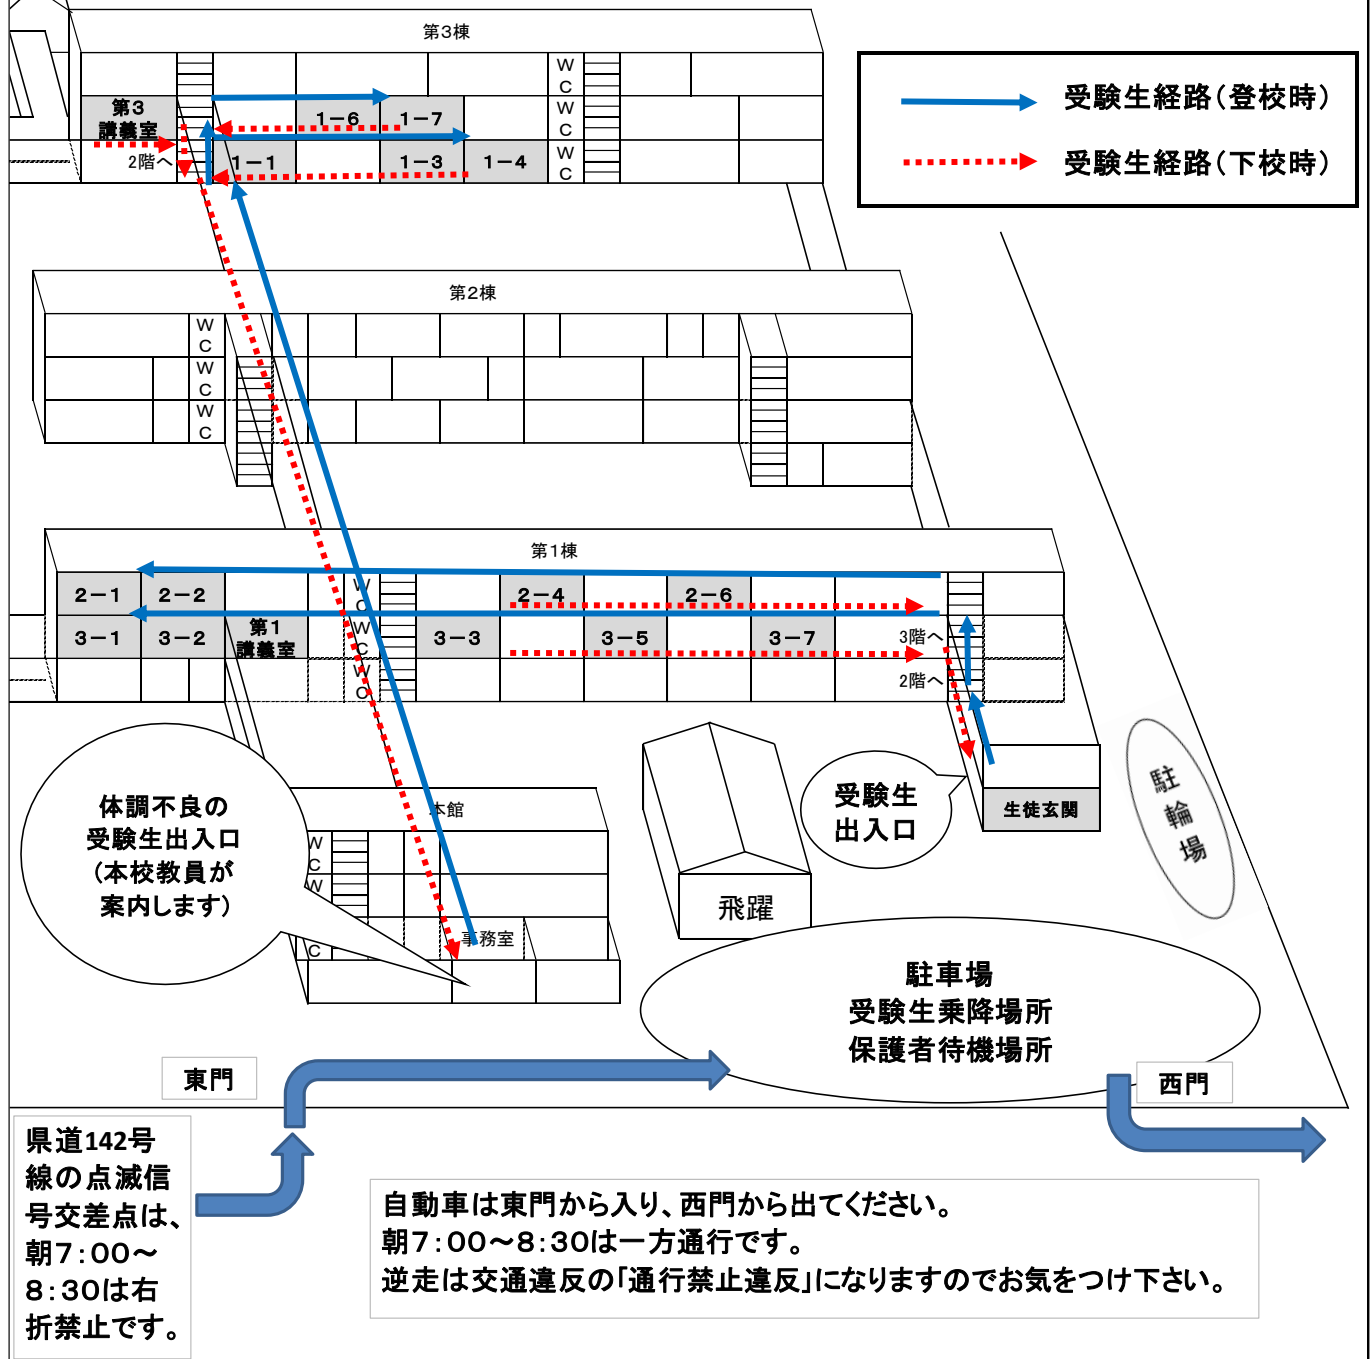 第3棟
受験生経路（登校時）
受験生経路（下校時）
W
C
W
C
W
C
第3
講義室
2階へ
1－6
1－7
1－1
1－3
1－4
第2棟
W
C
W
C
W
C
第1棟
2－1
2－2
W
C
2－4
2－6
3－1
3－2
第1
講義室
W
C
3－3
3－5
3－7
3階へ
W
C
2階へ
体調不良の
受験生出入口
（本校教員が
案内します）
本館
W
C
W
C
C
事務室
飛躍
受験生
出入口
生徒玄関
駐輪場
駐車場
受験生乗降場所
保護者待機場所
東門
西門
県道142号
線の点滅信
号交差点は、
朝7：00～
8：30は右
折禁止です。
自動車は東門から入り、西門から出てください。
朝7：00～8：30は一方通行です。
逆走は交通違反の「通行禁止違反」になりますのでお気をつけ下さい。